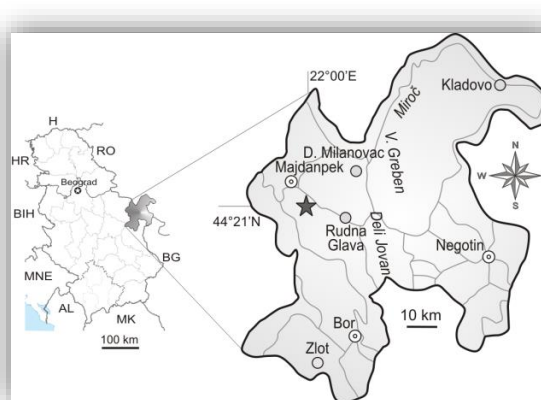 H
HR
RO
Beograd
BIH
BG
MNE
AL
MK
100 km
22°00'E
44°21'N
Kladovo
Miroč
V. Greben
D. Milanovac
Majdanpek
Rudna
Glava
Deli Jovan
Negotin
Bor
Zlot
10 km
N
W
E
S